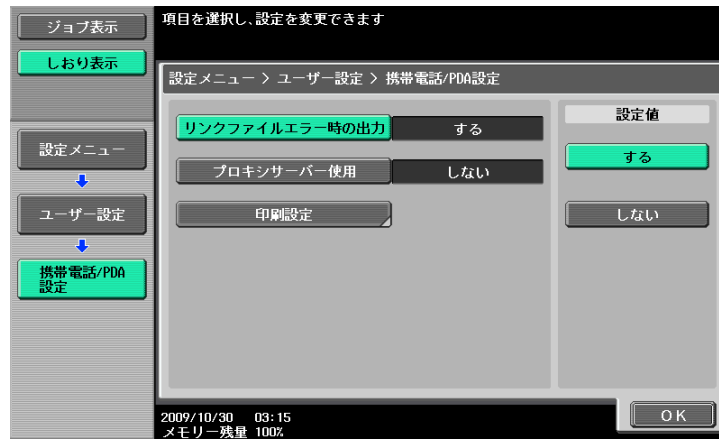 ジョブ表示
項目を選択し、設定を変更できます
しおり表示
設定メニュー > ユーザー設定 > 携帯電話/PDA設定
設定値
リンクファイルエラー時の出力 する
する
設定メニュー
プロキシサーバー使用 しない
ユーザー設定
印刷設定
しない
携帯電話/PDA
設定
2009/10/30 03:15
メモリー残量 100%
OK